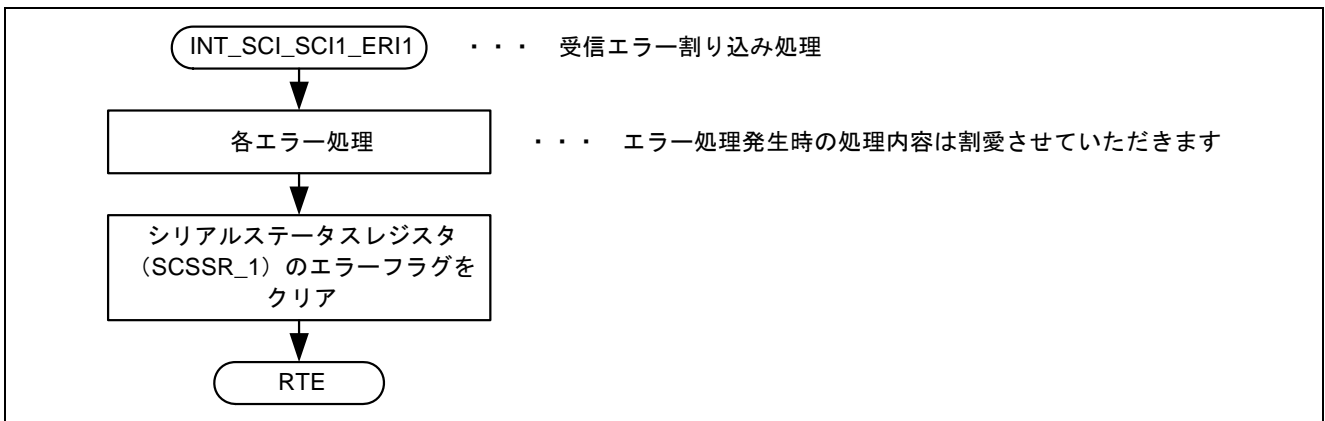 INT_SCI_SCI1_ERI1 ・・・ 受信エラー割り込み処理
各エラー処理 ・・・ エラー処理発生時の処理内容は割愛させていただきます
シリアルステータスレジスタ
（SCSSR_1）のエラーフラグを
クリア
RTE